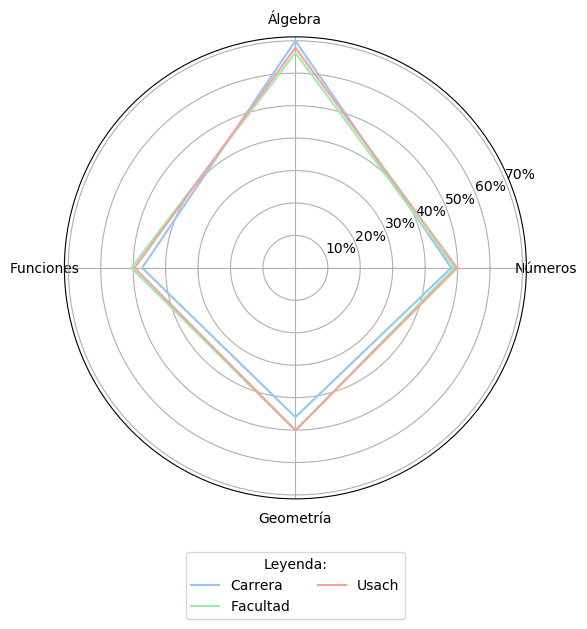 Álgebra
70%
60%
50%
40%
30%
20%
10%
Funciones
Números
Geometría
Leyenda:
Carrera
Usach
Facultad